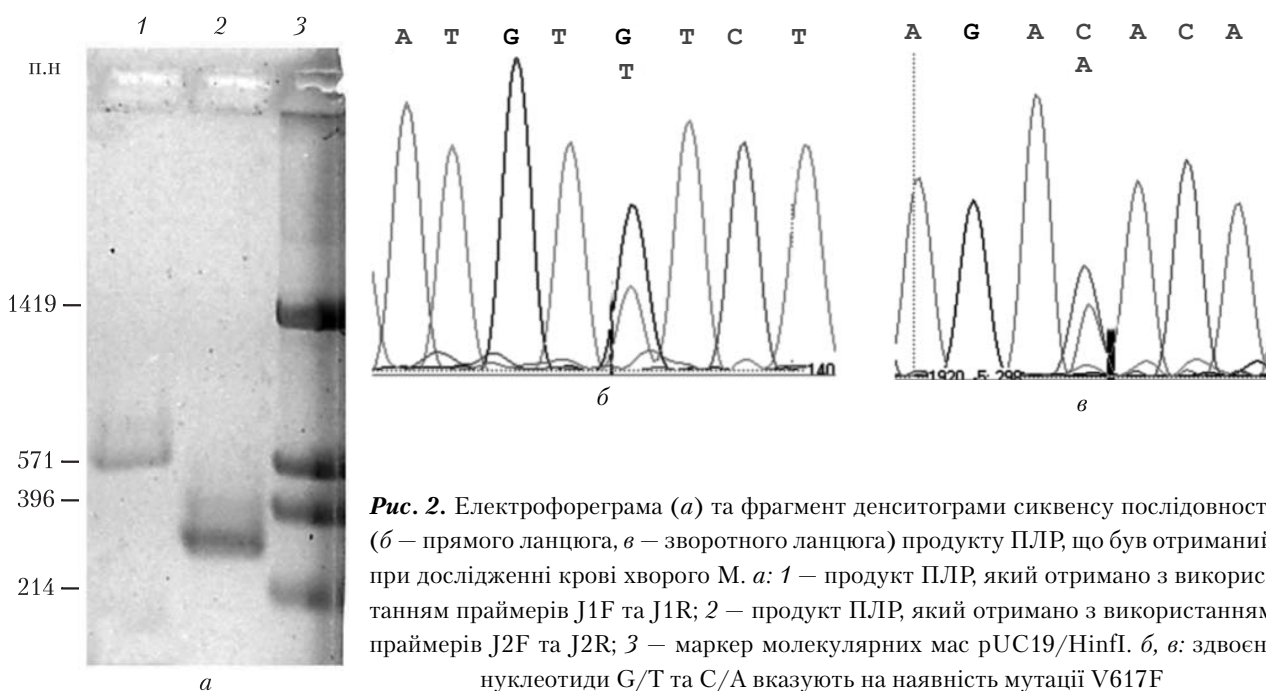 1 2 3
п.н
1419
571
396
214
а
A T G T G T C T
T
140
б
A G A C A C A
A
1920 -5: 298
в
Рис. 2. Електрофореграма (а) та фрагмент денситограми сиквенсу послідовност
(б — прямого ланцюга, в — зворотного ланцюга) продукту ПЛР, що був отриманий
при дослідженні крові хворого М. а: 1 — продукт ПЛР, який отримано з викорис-
танням праймерів J1F та J1R; 2 — продукт ПЛР, який отримано з використанням
праймерів J2F та J2R; 3 — маркер молекулярних мас pUC19/HinfI. б, в: здвоєн
нуклеотиди G/T та C/A вказують на наявність мутації V617F